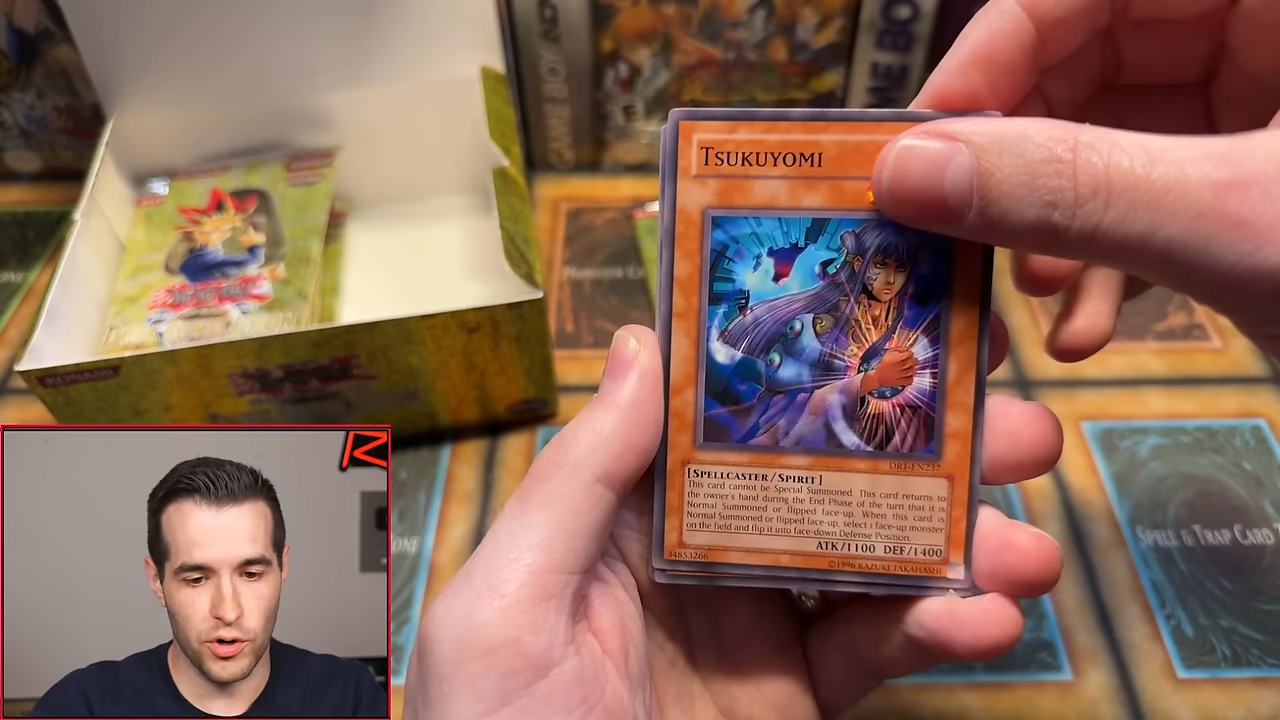 GAME BOY ADV
GAME BOY
TSUKUYOMI
DR1-EN237
[SPELLCASTER/SPIRIT]
This card cannot be Special Summoned. This card returns to
the owner's hand during the End Phase of the turn that it is
Normal Summoned or flipped face-up. When this card is
Normal Summoned or flipped face-up, select 1 face-up monster
on the field and flip it into face-down Defense Position.
ATK/1100 DEF/1400
34853266
©1996 KAZUKI TAKAHASHI
KONAMI
SPELL & TRAP CARD
R